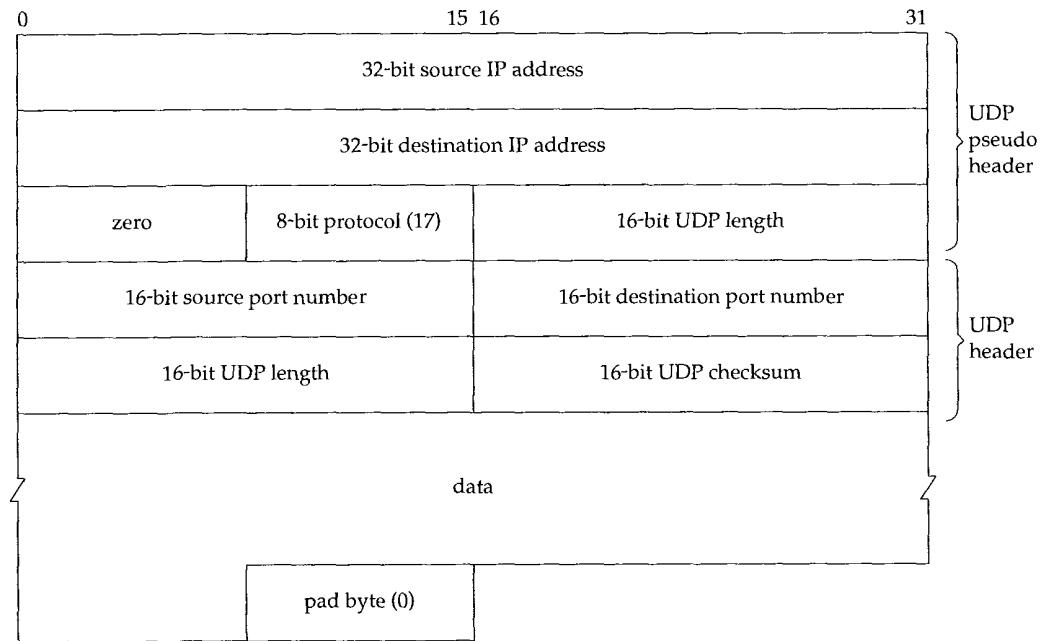 0 15 16 31
32-bit source IP address
32-bit destination IP address
UDP
pseudo
header
zero 8-bit protocol (17) 16-bit UDP length
16-bit source port number 16-bit destination port number
UDP
header
16-bit UDP length 16-bit UDP checksum
data
pad byte (0)